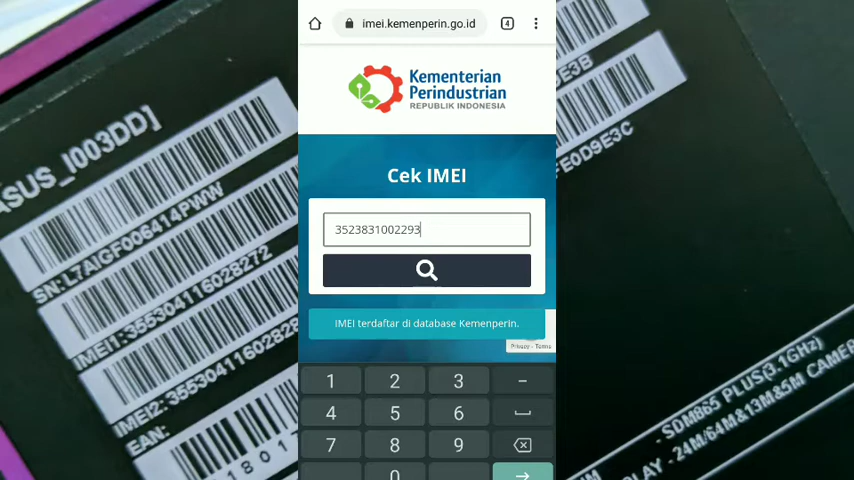 imei.kemenperin.go.id
4
Kementerian
Perindustrian
REPUBLIK INDONESIA
Cek IMEI
3523831002293
IMEI terdaftar di database Kemenperin.
Privacy - Terms
1 2 3 -
4 5 6
7 8 9
0
ASUS_I003DD]
SN:L7AIGF006414PWW
IMEI1:355304116028272
IMEI2:3553041160282
EAN:
E3B
FE0D9E3C
- SDM865 PLUS(3.1GHz)
PLAY - 24M/64M&13M&5M CAMER